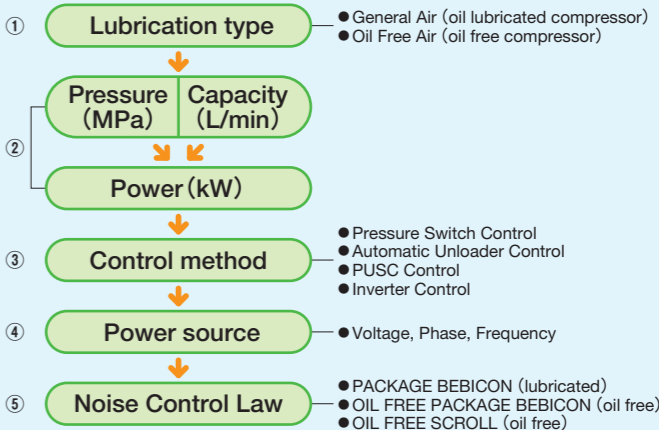 ① Lubrication type
● General Air (oil lubricated compressor)
● Oil Free Air (oil free compressor)
②
Pressure (MPa)
Capacity (L/min)
Power (kW)
③ Control method
● Pressure Switch Control
● Automatic Unloader Control
● PUSC Control
● Inverter Control
④ Power source
● Voltage, Phase, Frequency
⑤ Noise Control Law
● PACKAGE BEBICON (lubricated)
● OIL FREE PACKAGE BEBICON (oil free)
● OIL FREE SCROLL (oil free)